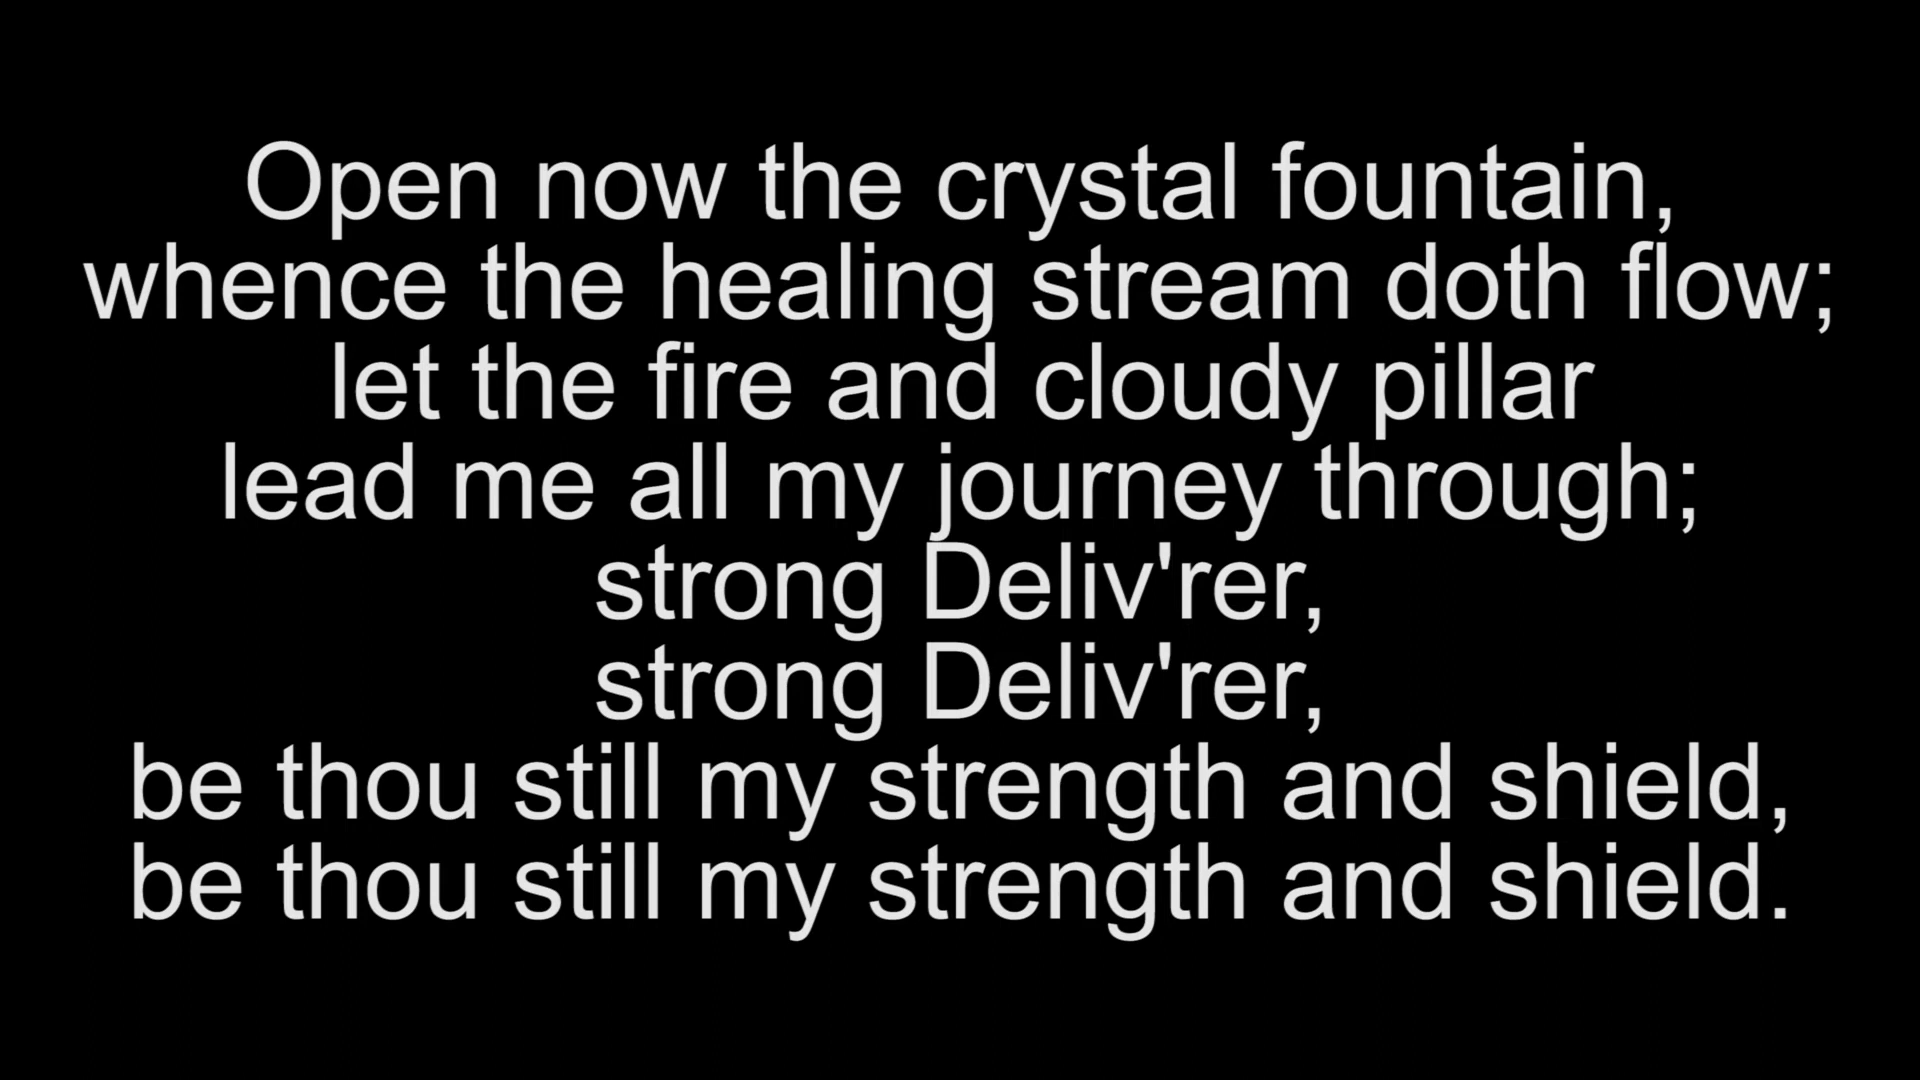 Open now the crystal fountain,
whence the healing stream doth flow;
let the fire and cloudy pillar
lead me all my journey through;
strong Deliv'rer,
strong Deliv'rer,
be thou still my strength and shield,
be thou still my strength and shield.